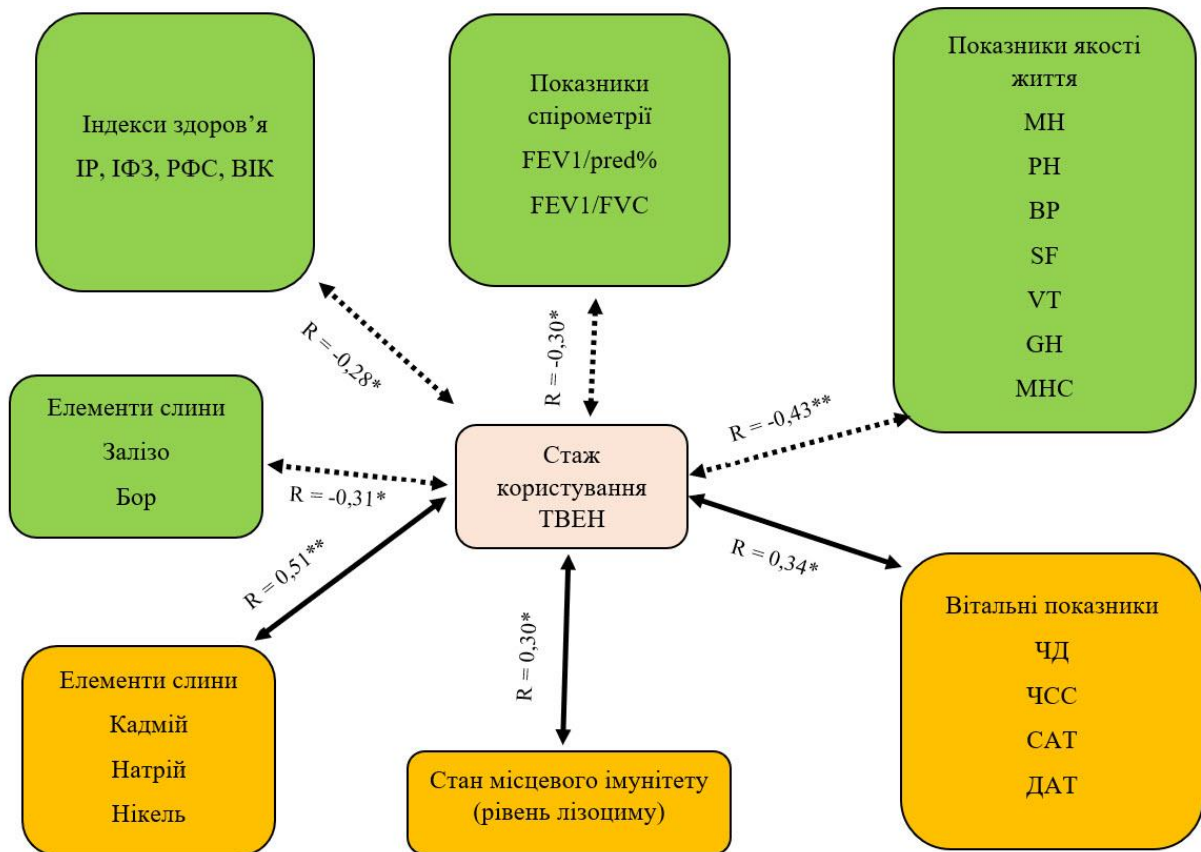 Індекси здоров’я
ІР, ІФЗ, РФС, ВІК
Показники
спірометрії
FEV1/pred%
FEV1/FVC
Показники якості
життя
MH
PH
BP
SF
VT
GH
MHC
R = -0,28*
R = -0,30*
R = -0,43**
Елементи слини
Залізо
Бор
R = -0,31*
Стаж
користування
ТВЕН
R = 0,51**
R = 0,30*
R = 0,34*
Елементи слини
Кадмій
Натрій
Нікель
Стан місцевого імунітету
(рівень лізоциму)
Вітальні показники
ЧД
ЧСС
САТ
ДАТ